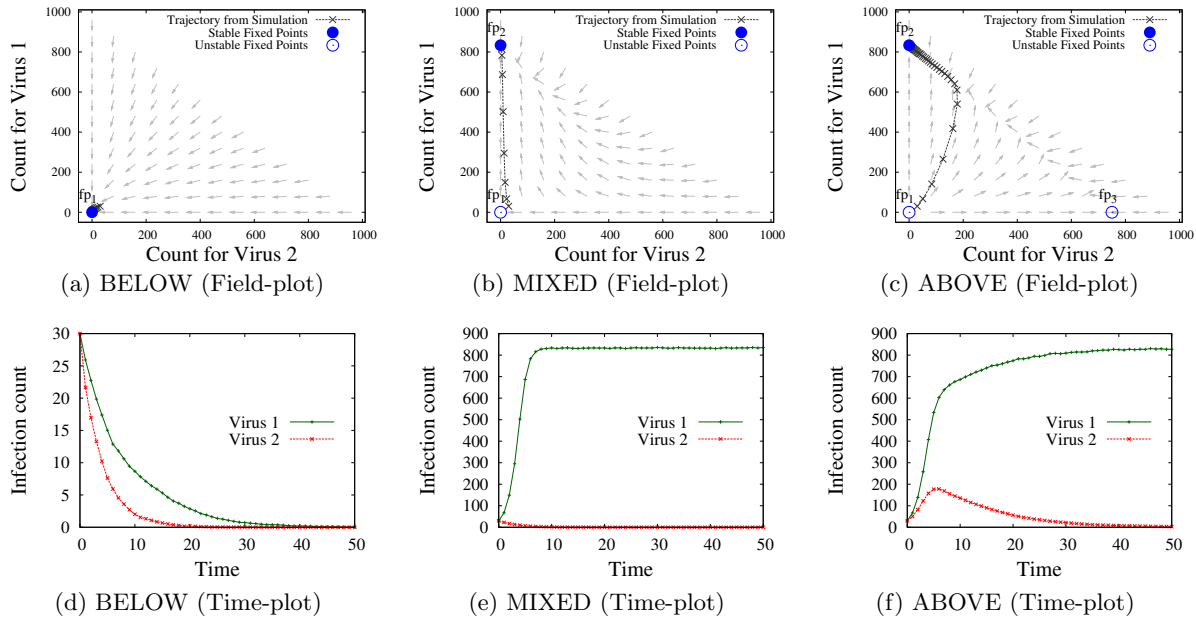 Trajectory from Simulation
Stable Fixed Points
Unstable Fixed Points
Count for Virus 1
1000
800
600
400
200
0
fp1
0 200 400 600 800 1000
Count for Virus 2
(a) BELOW (Field-plot)
Trajectory from Simulation
Stable Fixed Points
Unstable Fixed Points
Count for Virus 1
1000
fp2
800
600
400
200
0
fp1
0 200 400 600 800 1000
Count for Virus 2
(b) MIXED (Field-plot)
Trajectory from Simulation
Stable Fixed Points
Unstable Fixed Points
Count for Virus 1
1000
fp2
800
600
400
200
0
fp1 fp3
0 200 400 600 800 1000
Count for Virus 2
(c) ABOVE (Field-plot)
Infection count
30
25
20
15
10
5
0
Virus 1
Virus 2
0 10 20 30 40 50
Time
(d) BELOW (Time-plot)
Infection count
900
800
700
600
500
400
300
200
100
0
Virus 1
Virus 2
0 10 20 30 40 50
Time
(e) MIXED (Time-plot)
Infection count
900
800
700
600
500
400
300
200
100
0
Virus 1
Virus 2
0 10 20 30 40 50
Time
(f) ABOVE (Time-plot)